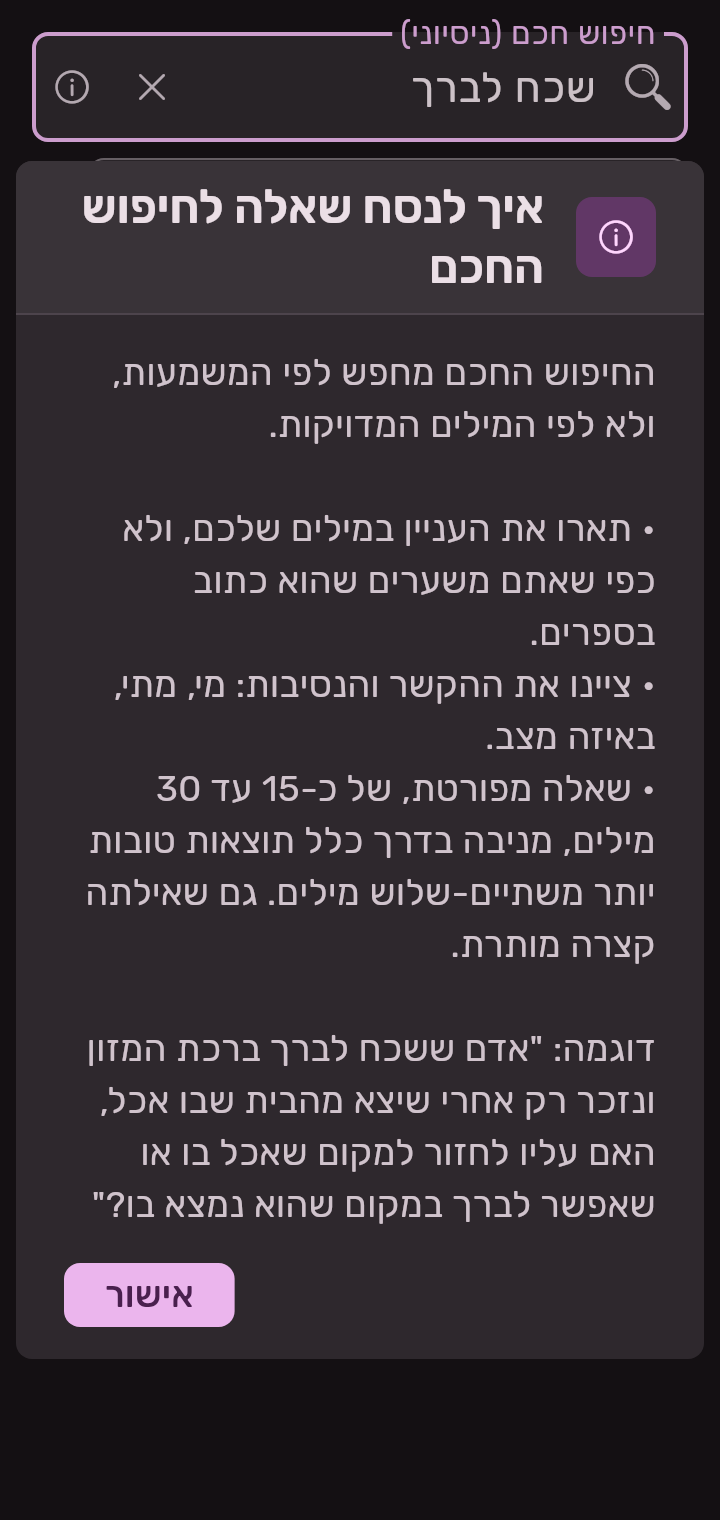 חיפוש חכם (ניסיוני)
שכח לברך
איך לנסח שאלה לחיפוש
החכם
החיפוש החכם מחפש לפי המשמעות,
ולא לפי המילים המדויקות.
• תארו את העניין במילים שלכם, ולא
כפי שאתם משערים שהוא כתוב
בספרים.
• ציינו את ההקשר והנסיבות: מי, מתי,
באיזה מצב.
• שאלה מפורטת, של כ-15 עד 30
מילים, מניבה בדרך כלל תוצאות טובות
יותר משתיים-שלוש מילים. גם שאילתה
קצרה מותרת.
דוגמה: "אדם ששכח לברך ברכת המזון
ונזכר רק אחרי שיצא מהבית שבו אכל,
האם עליו לחזור למקום שאכל בו או
שאפשר לברך במקום שהוא נמצא בו?"
אישור